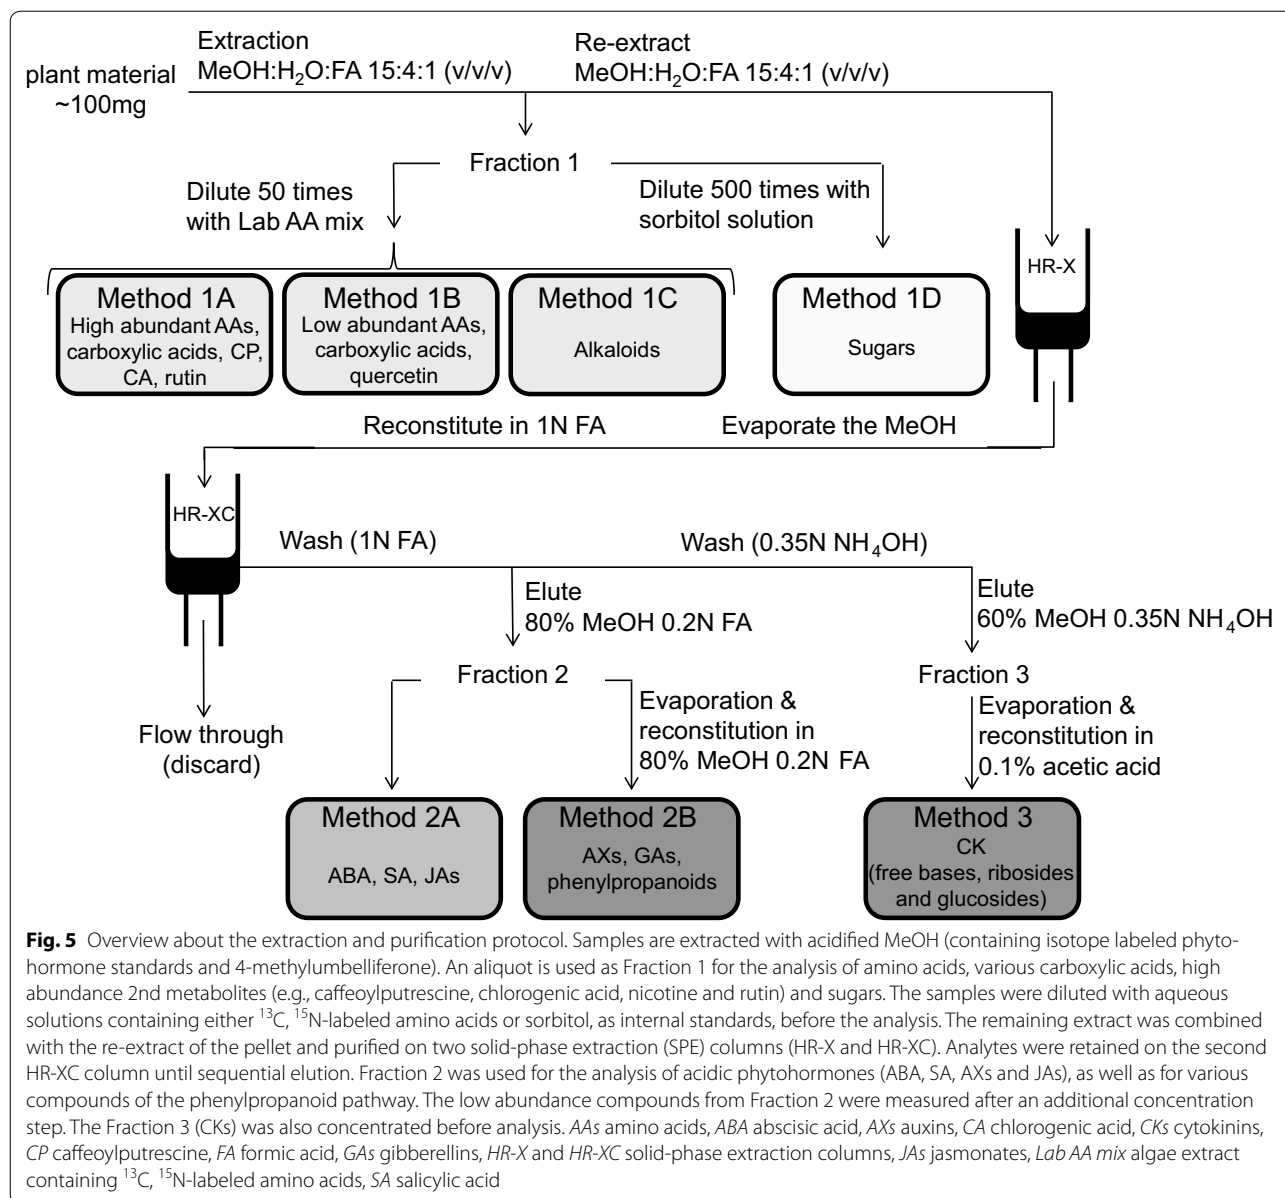 Extraction
MeOH:H₂O:FA 15:4:1 (v/v/v)
Re-extract
MeOH:H₂O:FA 15:4:1 (v/v/v)
plant material
~100mg
Fraction 1
Dilute 50 times
with Lab AA mix
Dilute 500 times with
sorbitol solution
HR-X
Method 1A
High abundant AAs,
carboxylic acids, CP,
CA, rutin
Method 1B
Low abundant AAs,
carboxylic acids,
quercetin
Method 1C
Alkaloids
Method 1D
Sugars
Reconstitute in 1N FA
Evaporate the MeOH
HR-XC
Wash (1N FA)
Wash (0.35N NH₄OH)
Elute
80% MeOH 0.2N FA
Elute
60% MeOH 0.35N NH₄OH
Fraction 2
Fraction 3
Flow through
(discard)
Evaporation &
reconstitution in
80% MeOH 0.2N FA
Evaporation &
reconstitution in
0.1% acetic acid
Method 2A
ABA, SA, JAs
Method 2B
AXs, GAs,
phenylpropanoids
Method 3
CK
(free bases, ribosides
and glucosides)
Fig. 5 Overview about the extraction and purification protocol. Samples are extracted with acidified MeOH (containing isotope labeled phyto-
hormone standards and 4-methylumbelliferone). An aliquot is used as Fraction 1 for the analysis of amino acids, various carboxylic acids, high
abundance 2nd metabolites (e.g., caffeoylputrescine, chlorogenic acid, nicotine and rutin) and sugars. The samples were diluted with aqueous
solutions containing either ¹³C, ¹⁵N-labeled amino acids or sorbitol, as internal standards, before the analysis. The remaining extract was combined
with the re-extract of the pellet and purified on two solid-phase extraction (SPE) columns (HR-X and HR-XC). Analytes were retained on the second
HR-XC column until sequential elution. Fraction 2 was used for the analysis of acidic phytohormones (ABA, SA, AXs and JAs), as well as for various
compounds of the phenylpropanoid pathway. The low abundance compounds from Fraction 2 were measured after an additional concentration
step. The Fraction 3 (CKs) was also concentrated before analysis. AAs amino acids, ABA abscisic acid, AXs auxins, CA chlorogenic acid, CKs cytokinins,
CP caffeoylputrescine, FA formic acid, GAs gibberellins, HR-X and HR-XC solid-phase extraction columns, JAs jasmonates, Lab AA mix algae extract
containing ¹³C, ¹⁵N-labeled amino acids, SA salicylic acid